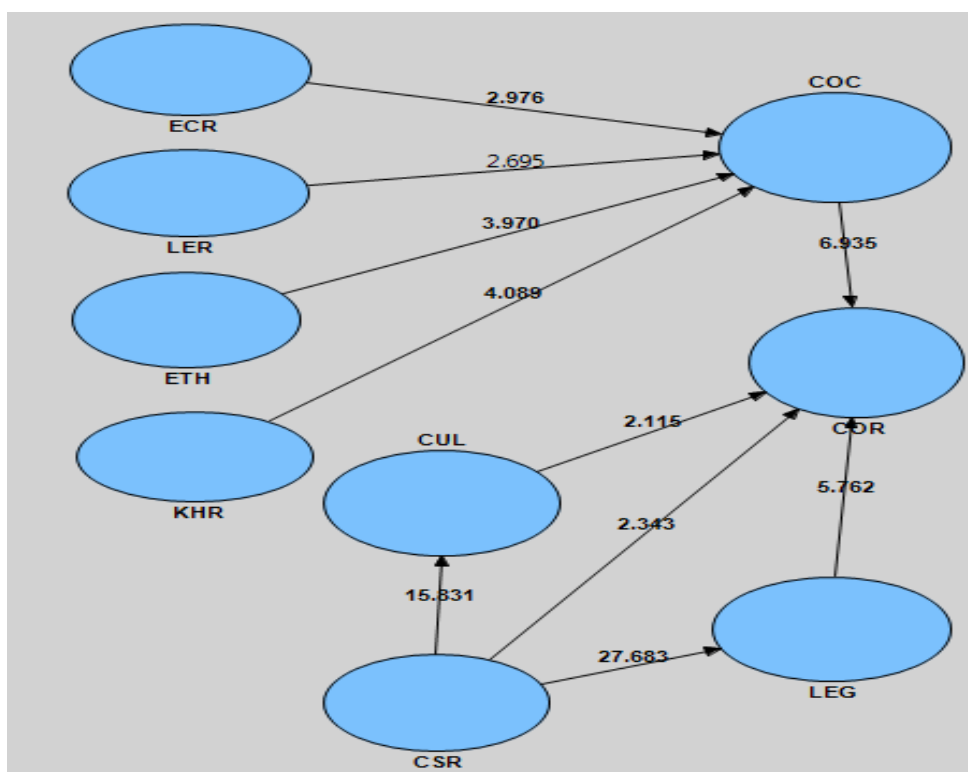 COC
2.976
ECR
2.695
LER
3.970
6.935
4.089
ETH
COR
CUL
2.115
KHR
5.762
2.343
15.831
27.683
LEG
CSR